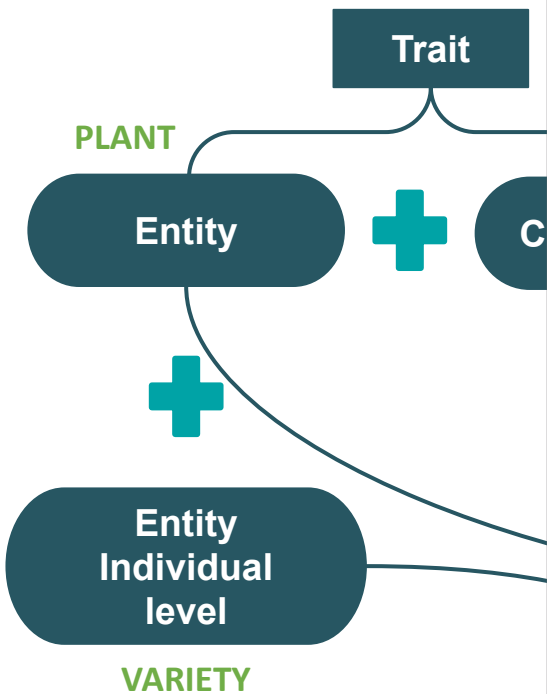 Trait
PLANT
Entity
C
Entity
Individual
level
VARIETY